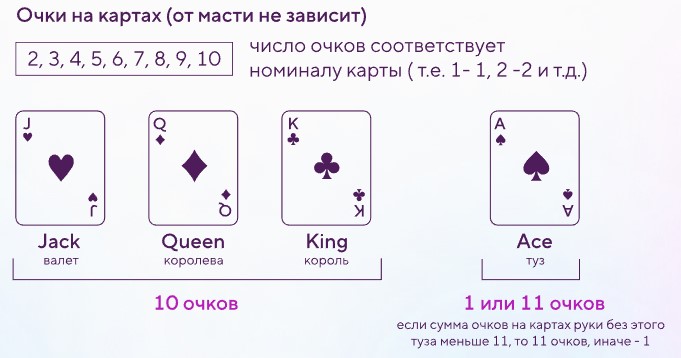 Очки на картах (от масти не зависит)
2, 3, 4, 5, 6, 7, 8, 9, 10
число очков соответствует
номиналу карты ( т.е. 1- 1, 2 -2 и т.д.)
J
J
Q
Q
K
K
A
A
Jack
валет
Queen
королева
King
король
Ace
туз
10 очков
1 или 11 очков
если сумма очков на картах руки без этого
туза меньше 11, то 11 очков, иначе - 1